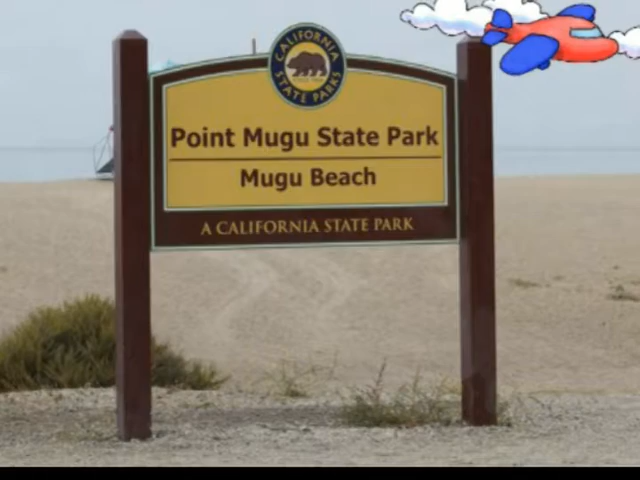 CALIFORNIA
STATE PARKS
Point Mugu State Park
Mugu Beach
A CALIFORNIA STATE PARK